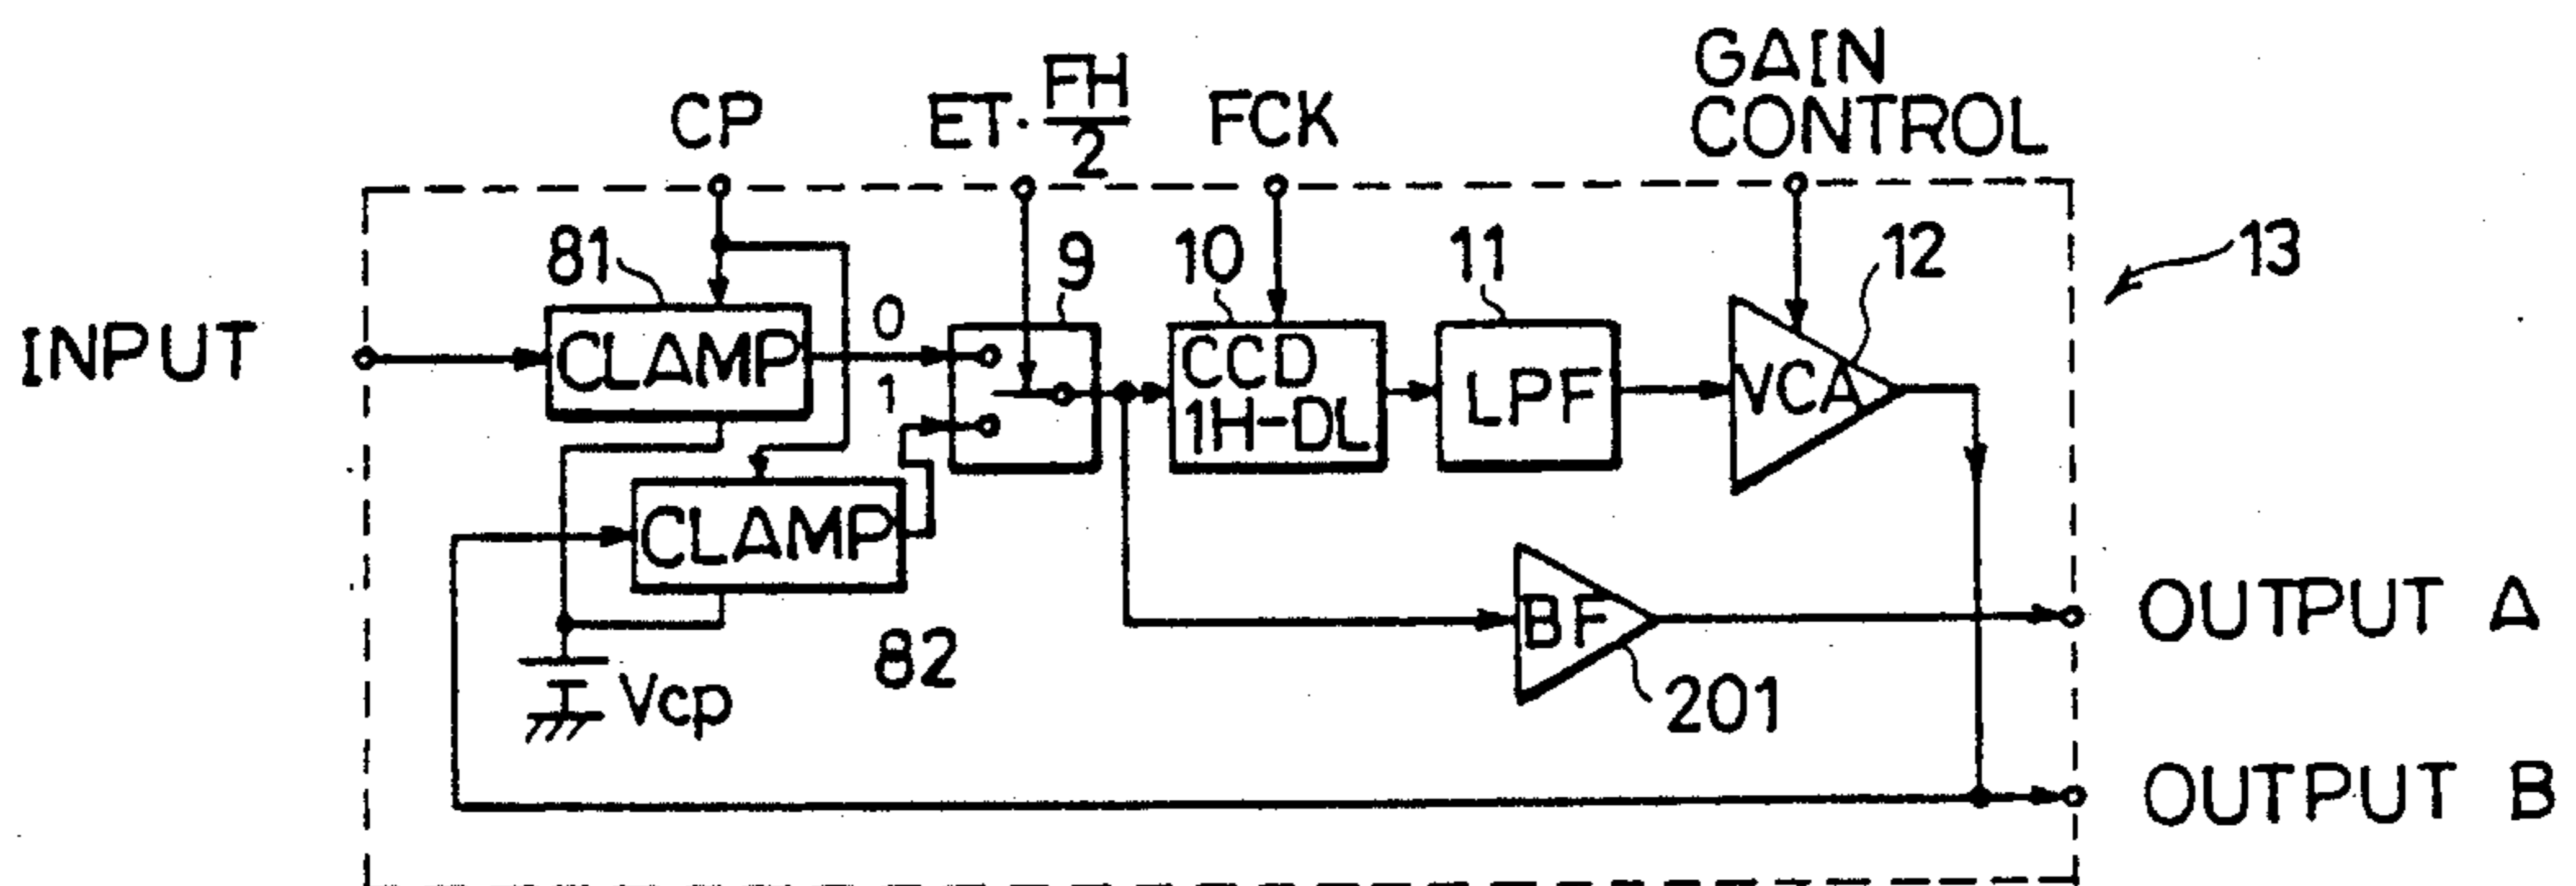 GAIN
CONTROL
CP
ET·FH/2
FCK
81
9
10
11
12
13
INPUT
CLAMP
0
1
CCD
1H-DL
LPF
VCA
CLAMP
82
Vcp
BF
201
OUTPUT A
OUTPUT B